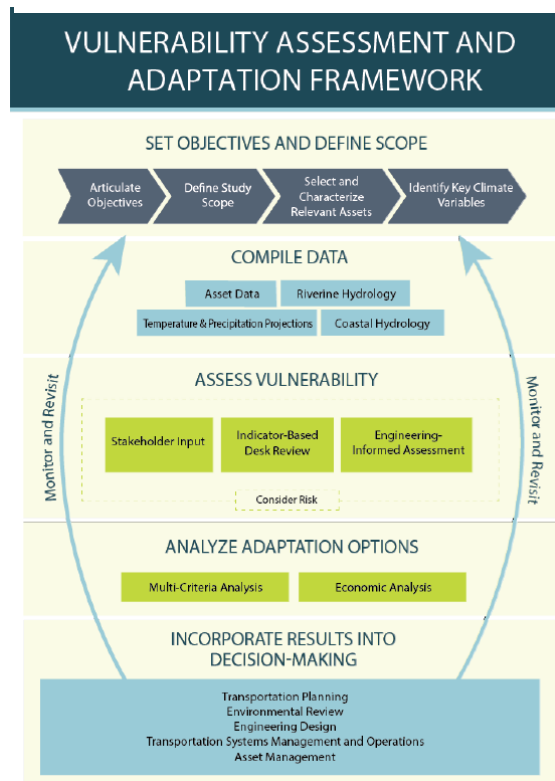 VULNERABILITY ASSESSMENT AND
ADAPTATION FRAMEWORK
SET OBJECTIVES AND DEFINE SCOPE
Articulate
Objectives
Define Study
Scope
Select and
Characterize
Relevant Assets
Identify Key Climate
Variables
COMPILE DATA
Asset Data
Riverine Hydrology
Temperature & Precipitation Projections
Coastal Hydrology
ASSESS VULNERABILITY
Stakeholder Input
Indicator-Based
Desk Review
Engineering-
Informed Assessment
Consider Risk
Monitor and Revisit
Monitor and Revisit
ANALYZE ADAPTATION OPTIONS
Multi-Criteria Analysis
Economic Analysis
INCORPORATE RESULTS INTO
DECISION-MAKING
Transportation Planning
Environmental Review
Engineering Design
Transportation Systems Management and Operations
Asset Management